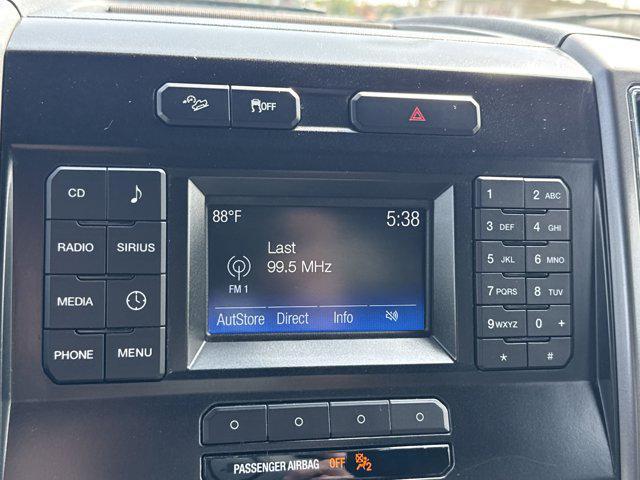 OFF
CD
RADIO SIRIUS
MEDIA
PHONE MENU
88°F 5:38
Last
99.5 MHz
FM 1
AutoStore Direct Info
1 2 ABC
3 DEF 4 GHI
5 JKL 6 MNO
7 PQRS 8 TUV
9 WXYZ 0 +
* #
PASSENGER AIRBAG OFF 2